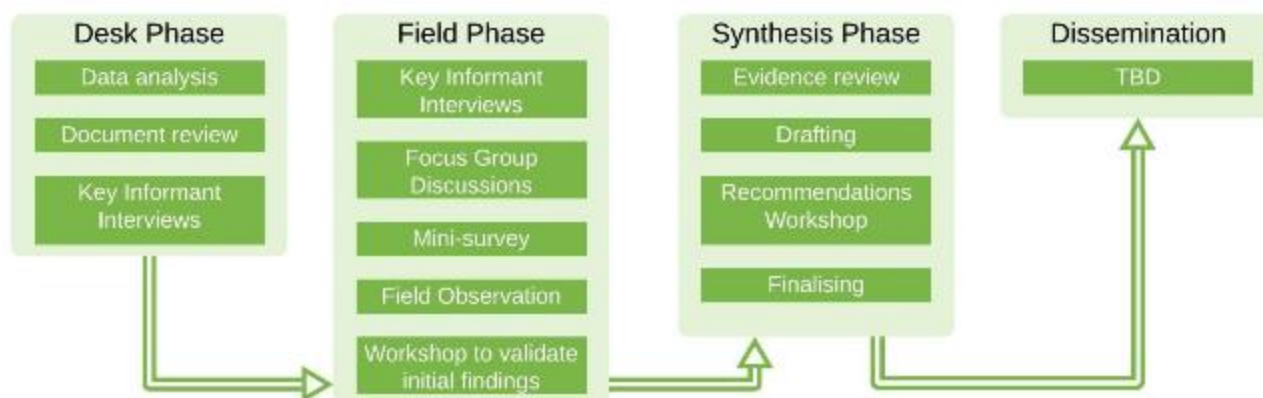 Desk Phase
Data analysis
Document review
Key Informant
Interviews
Field Phase
Key Informant
Interviews
Focus Group
Discussions
Mini-survey
Field Observation
Workshop to validate
initial findings
Synthesis Phase
Evidence review
Drafting
Recommendations
Workshop
Finalising
Dissemination
TBD